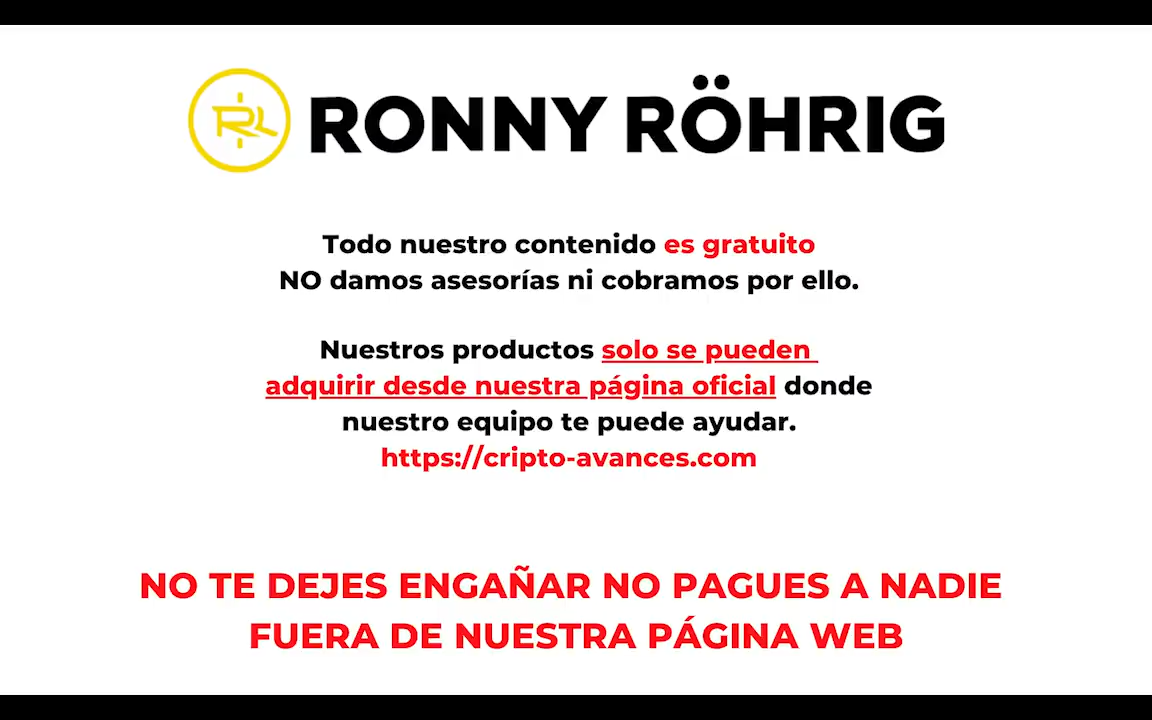 RONNY RÖHRIG
Todo nuestro contenido es gratuito
NO damos asesorías ni cobramos por ello.
Nuestros productos solo se pueden
adquirir desde nuestra página oficial donde
nuestro equipo te puede ayudar.
https://cripto-avances.com
NO TE DEJES ENGAÑAR NO PAGUES A NADIE
FUERA DE NUESTRA PÁGINA WEB